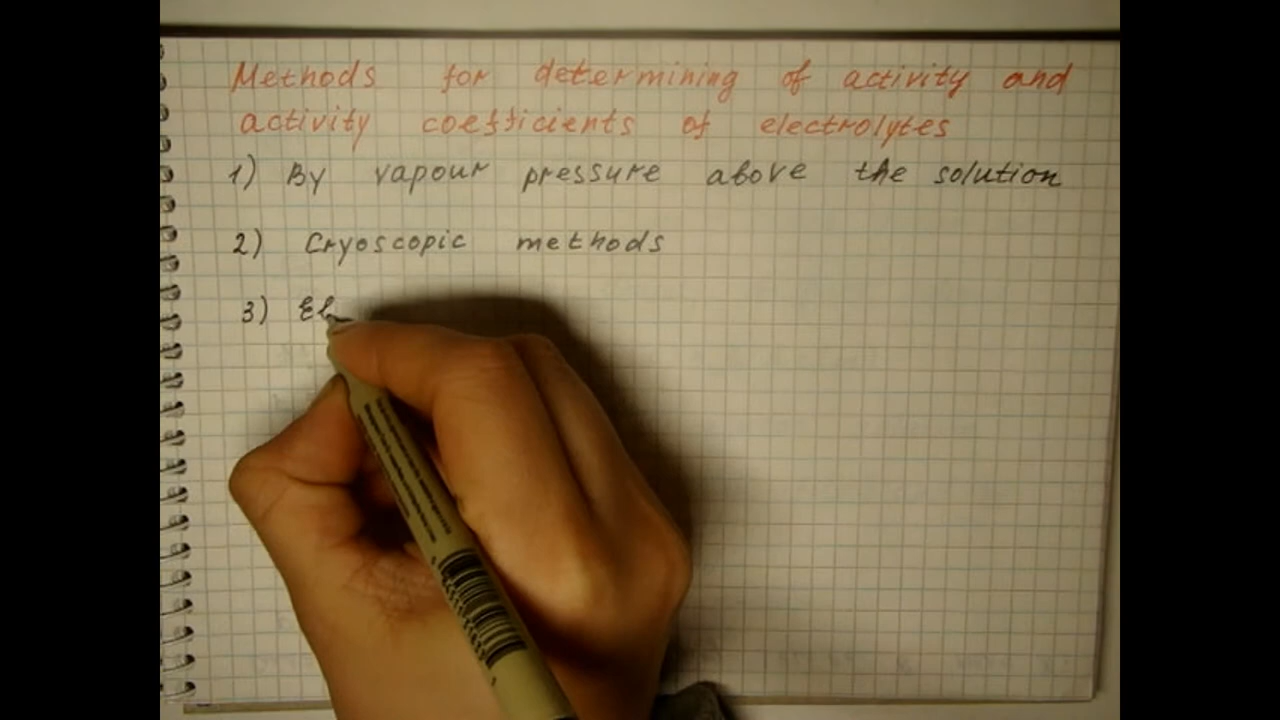 Methods for determining of activity and
activity coefficients of electrolytes
1) By vapour pressure above the solution
2) Cryoscopic methods
3) El